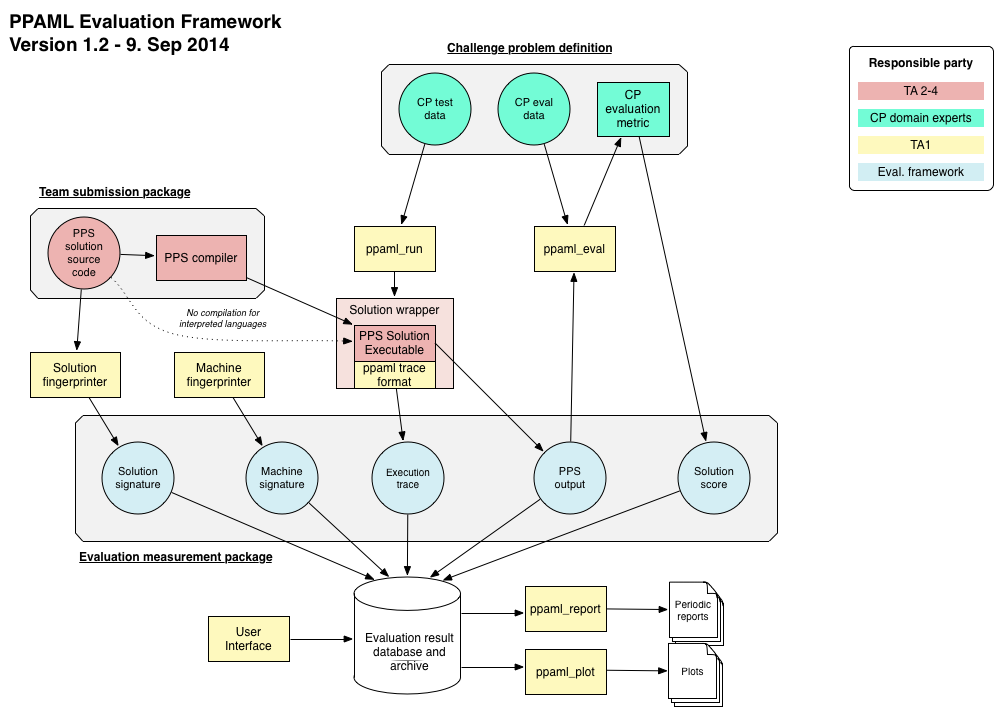 PPAML Evaluation Framework
Version 1.2 - 9. Sep 2014
Challenge problem definition
CP test
data
CP eval
data
CP
evaluation
metric
Responsible party
TA 2-4
CP domain experts
TA1
Eval. framework
Team submission package
PPS
solution
source
code
PPS compiler
ppaml_run
ppaml_eval
No compilation for
interpreted languages
Solution wrapper
PPS Solution
Executable
ppaml trace
format
Solution
fingerprinter
Machine
fingerprinter
Solution
signature
Machine
signature
Execution
trace
PPS
output
Solution
score
Evaluation measurement package
User
Interface
Evaluation result
database and
archive
ppaml_report
Periodic
reports
ppaml_plot
Plots